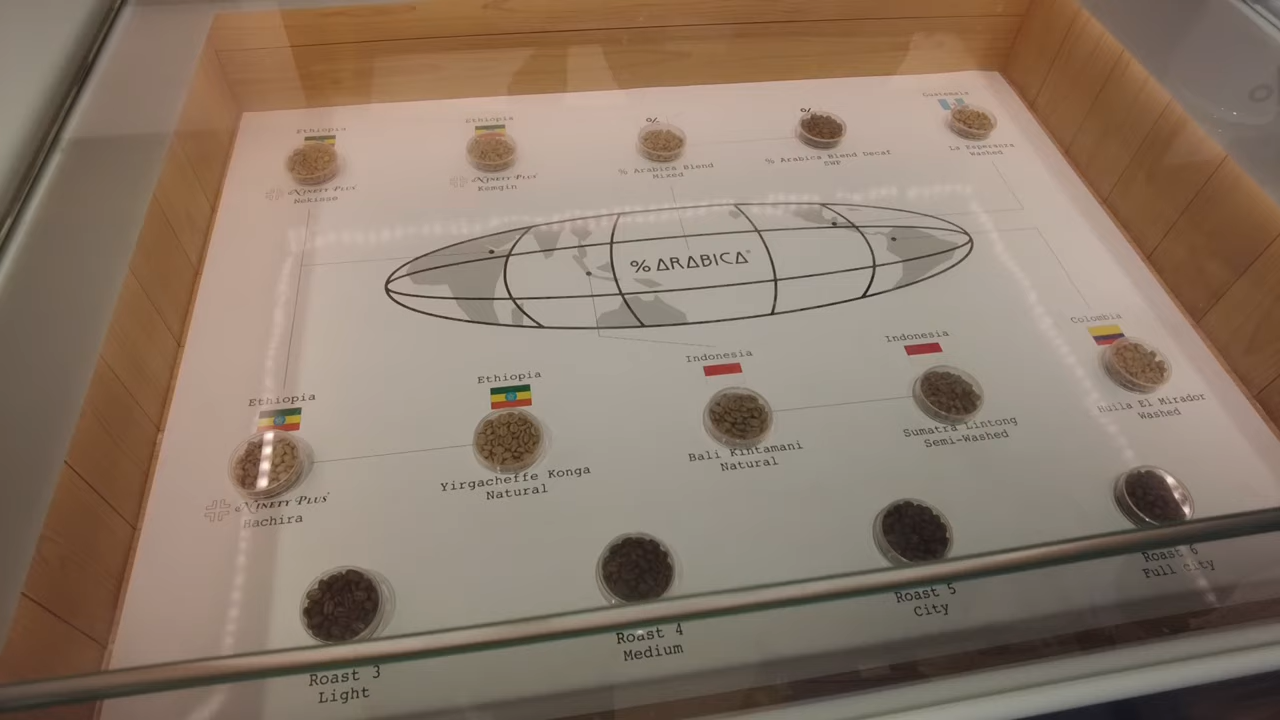 Ethiopia
NINETY PLUS
Nekisse
Ethiopia
NINETY PLUS
Kemgin
%
% Arabica Blend
Mixed
%
% Arabica Blend Decaf
SWP
Guatemala
La Esperanza
Washed
% ARABICA
Ethiopia
NINETY PLUS
Hachira
Ethiopia
Yirgacheffe Konga
Natural
Indonesia
Bali Kintamani
Natural
Indonesia
Sumatra Lintong
Semi-Washed
Colombia
Huila El Mirador
Washed
Roast 3
Light
Roast 4
Medium
Roast 5
City
Roast 6
Full city